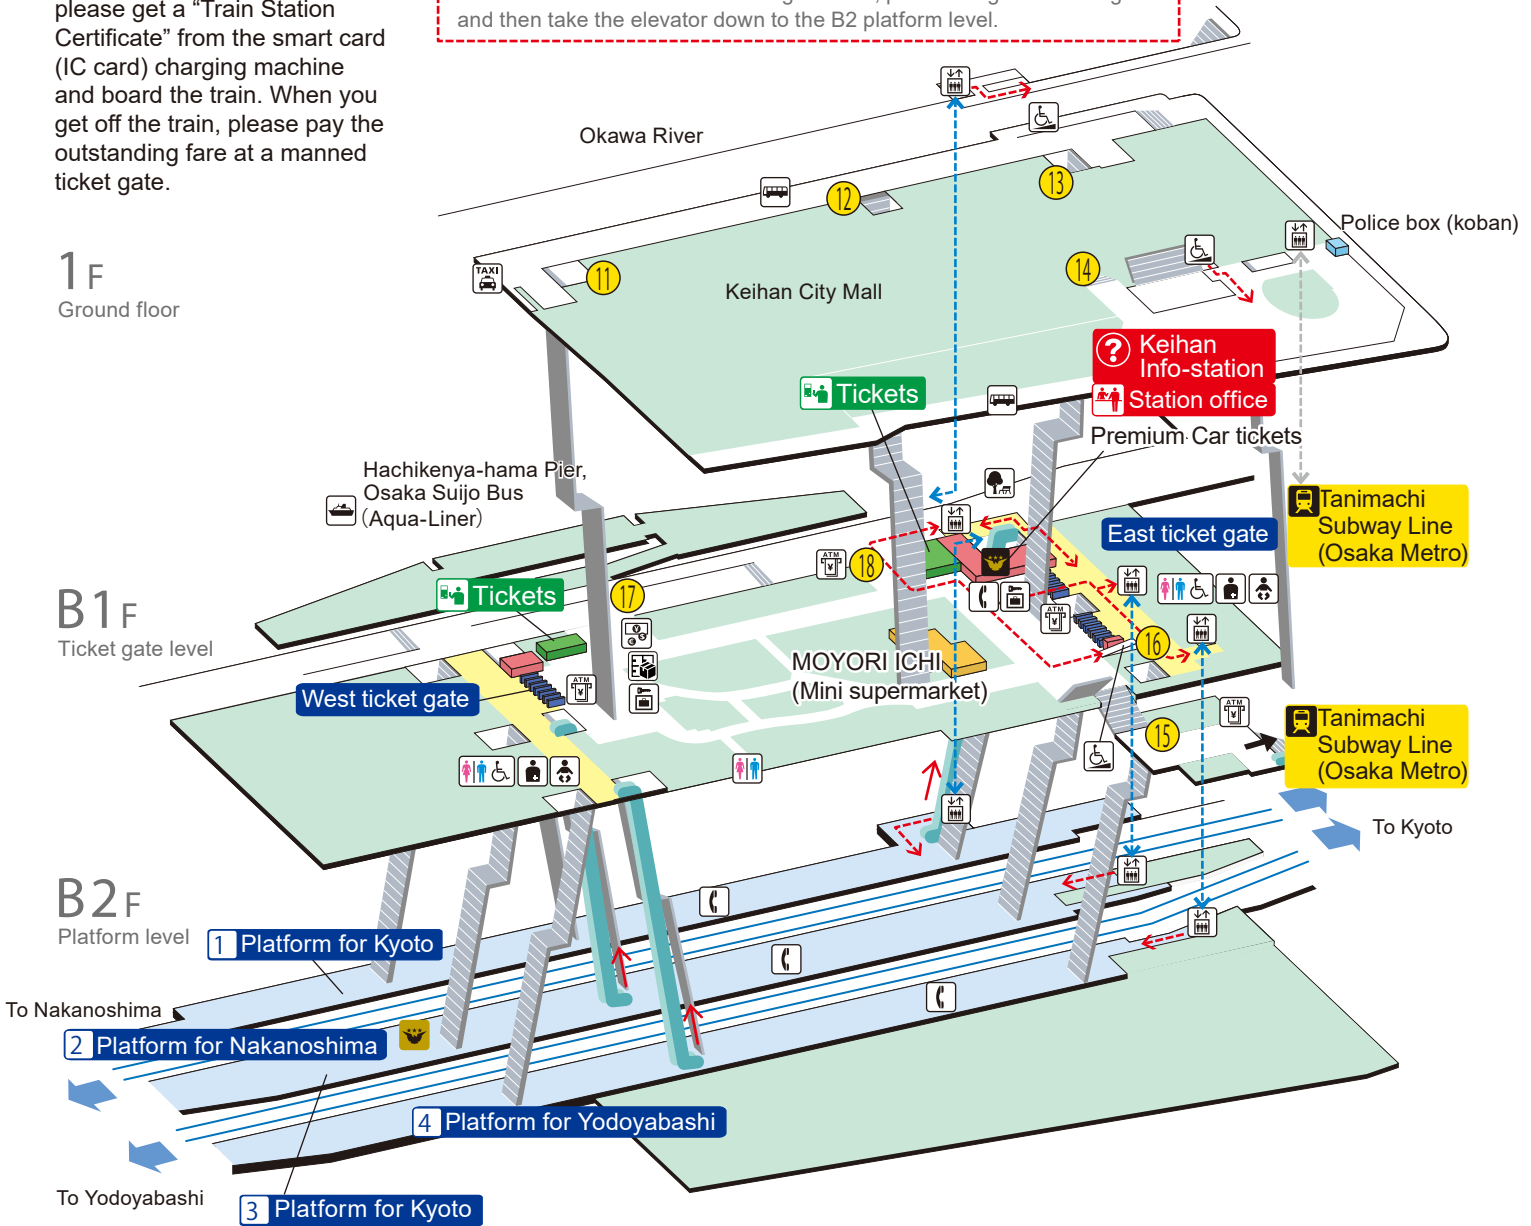 please get a “Train Station
Certificate” from the smart card
(IC card) charging machine
and board the train. When you
get off the train, please pay the
outstanding fare at a manned
ticket gate.
and then take the elevator down to the B2 platform level.
Okawa River
12
13
Police box (koban)
1F
Ground floor
TAXI
11
14
Keihan City Mall
?
Keihan
Info-station
Station office
Tickets
Premium Car tickets
Hachikenya-hama Pier,
Osaka Suijo Bus
(Aqua-Liner)
Tanimachi
Subway Line
(Osaka Metro)
East ticket gate
ATM
18
B1F
Ticket gate level
Tickets
17
ATM
16
MOYORI ICHI
(Mini supermarket)
West ticket gate
ATM
ATM
15
Tanimachi
Subway Line
(Osaka Metro)
To Kyoto
B2F
Platform level
1 Platform for Kyoto
To Nakanoshima
2 Platform for Nakanoshima
4 Platform for Yodoyabashi
To Yodoyabashi
3 Platform for Kyoto